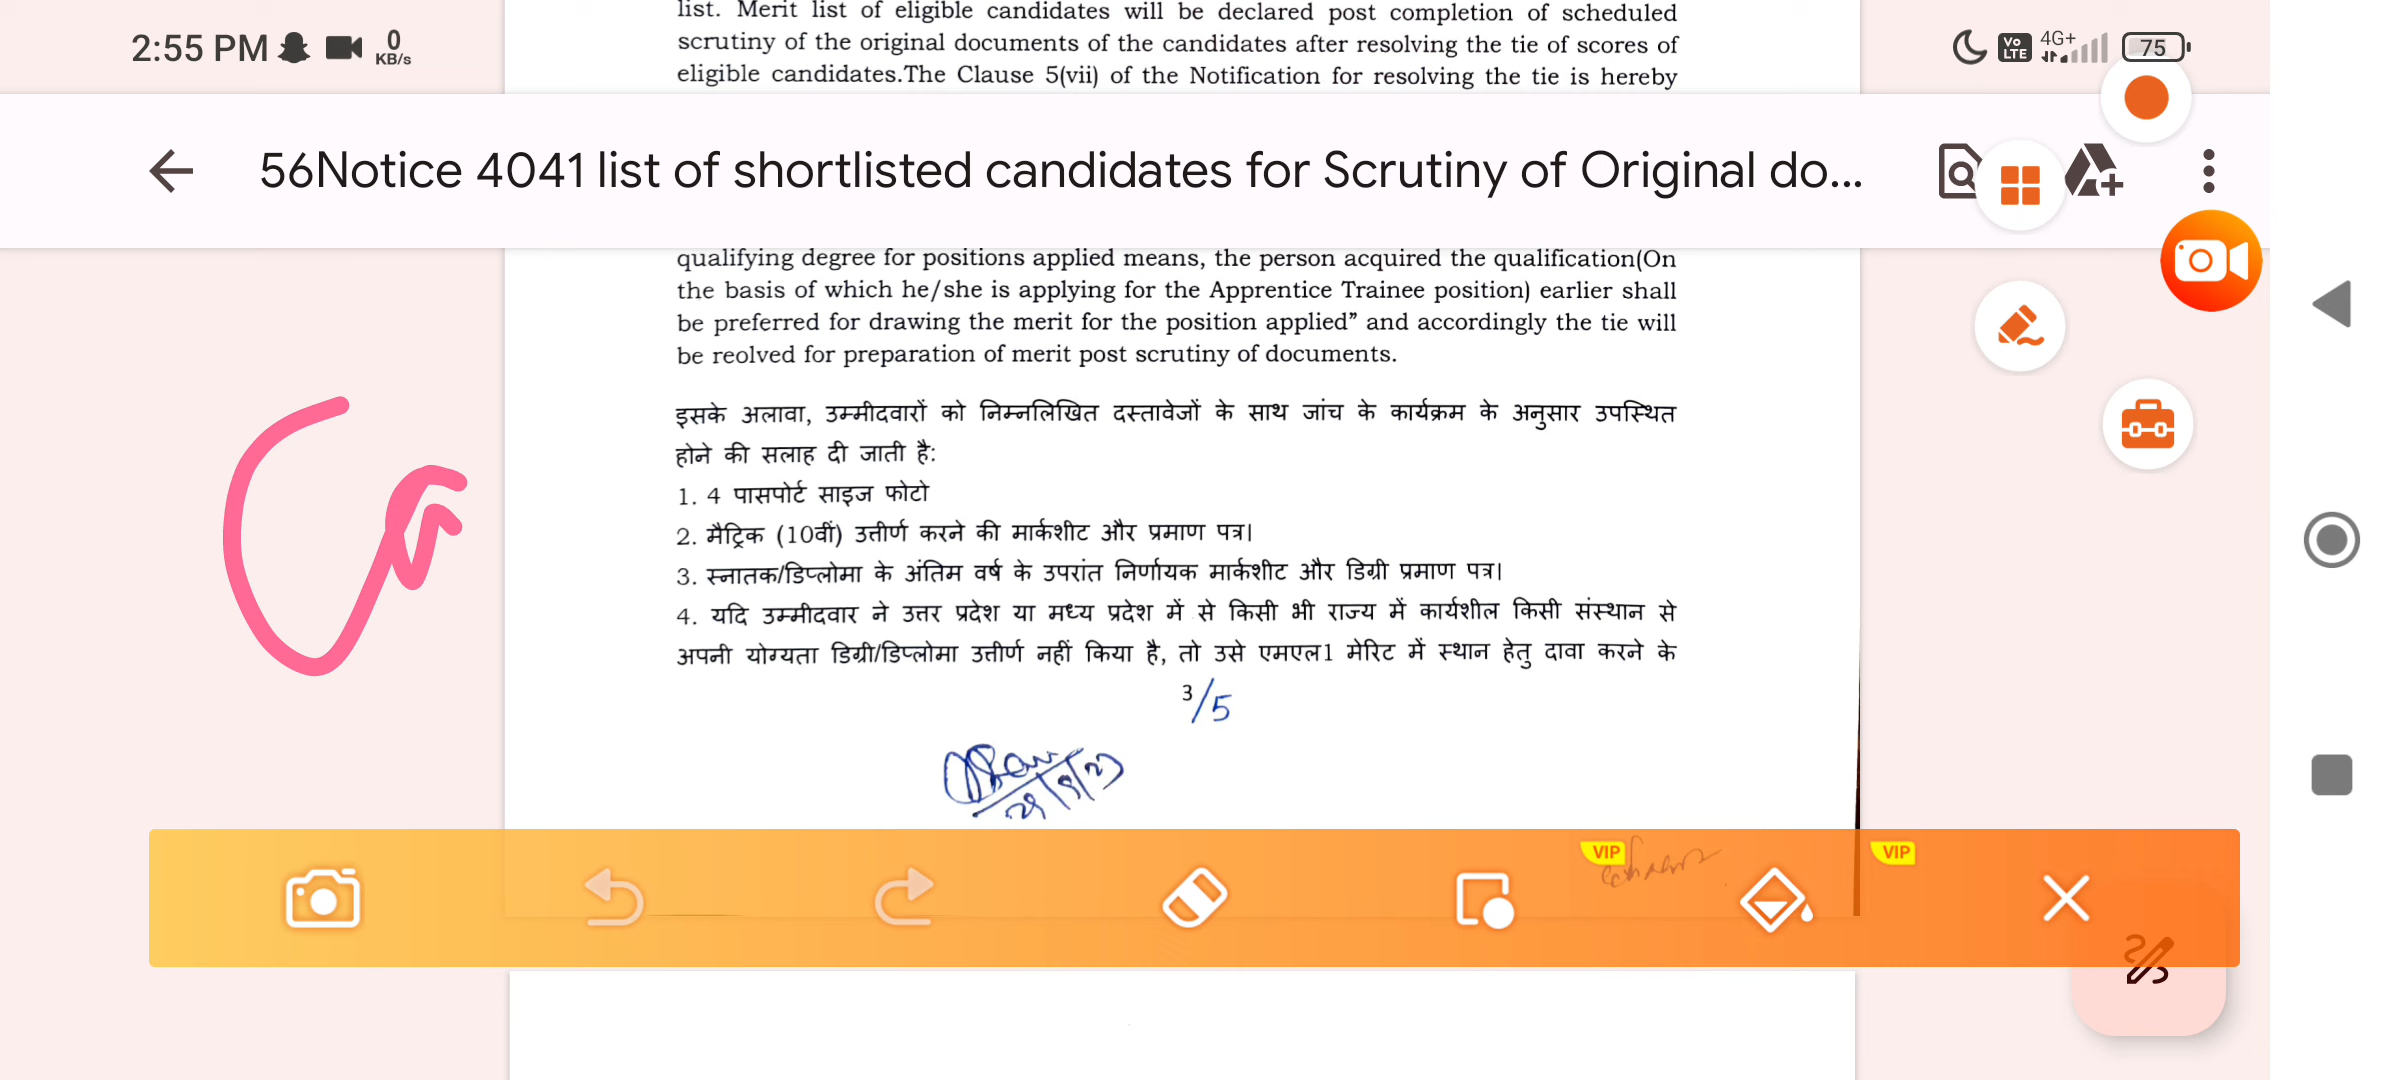 list. Merit list of eligible candidates will be declared post completion of scheduled
2:55 PM 0 KB/s
scrutiny of the original documents of the candidates after resolving the tie of scores of
Vo LTE 4G+ 75
eligible candidates.The Clause 5(vii) of the Notification for resolving the tie is hereby
56Notice 4041 list of shortlisted candidates for Scrutiny of Original do...
qualifying degree for positions applied means, the person acquired the qualification(On
the basis of which he/she is applying for the Apprentice Trainee position) earlier shall
be preferred for drawing the merit for the position applied” and accordingly the tie will
be reolved for preparation of merit post scrutiny of documents.
इसके अलावा, उम्मीदवारों को निम्नलिखित दस्तावेजों के साथ जांच के कार्यक्रम के अनुसार उपस्थित
होने की सलाह दी जाती है:
1. 4 पासपोर्ट साइज फोटो
2. मैट्रिक (10वीं) उत्तीर्ण करने की मार्कशीट और प्रमाण पत्र।
3. स्नातक/डिप्लोमा के अंतिम वर्ष के उपरांत निर्णायक मार्कशीट और डिग्री प्रमाण पत्र।
4. यदि उम्मीदवार ने उत्तर प्रदेश या मध्य प्रदेश में से किसी भी राज्य में कार्यशील किसी संस्थान से
अपनी योग्यता डिग्री/डिप्लोमा उत्तीर्ण नहीं किया है, तो उसे एमएल1 मेरिट में स्थान हेतु दावा करने के
3/5
VIP
VIP